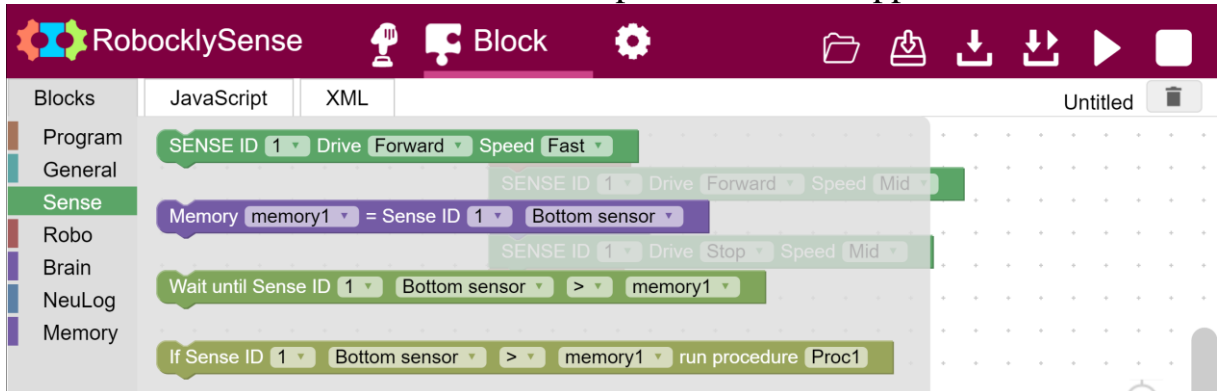 RobocklySense Block
Blocks JavaScript XML Untitled
Program
General
Sense
Robo
Brain
NeuLog
Memory
SENSE ID 1 Drive Forward Speed Fast
SENSE ID 1 Drive Forward Speed Mid
Memory memory1 = Sense ID 1 Bottom sensor
SENSE ID 1 Drive Stop Speed Mid
Wait until Sense ID 1 Bottom sensor > memory1
If Sense ID 1 Bottom sensor > memory1 run procedure Proc1